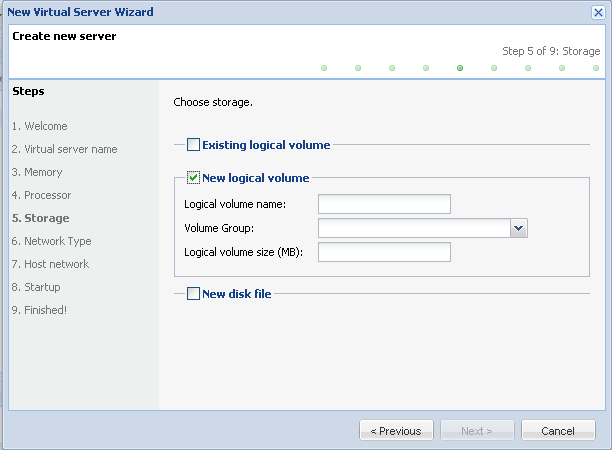 New Virtual Server Wizard
Create new server
Step 5 of 9: Storage
Steps
1. Welcome
2. Virtual server name
3. Memory
4. Processor
5. Storage
6. Network Type
7. Host network
8. Startup
9. Finished!
Choose storage.
Existing logical volume
New logical volume
Logical volume name:
Volume Group:
Logical volume size (MB):
New disk file
< Previous
Next >
Cancel